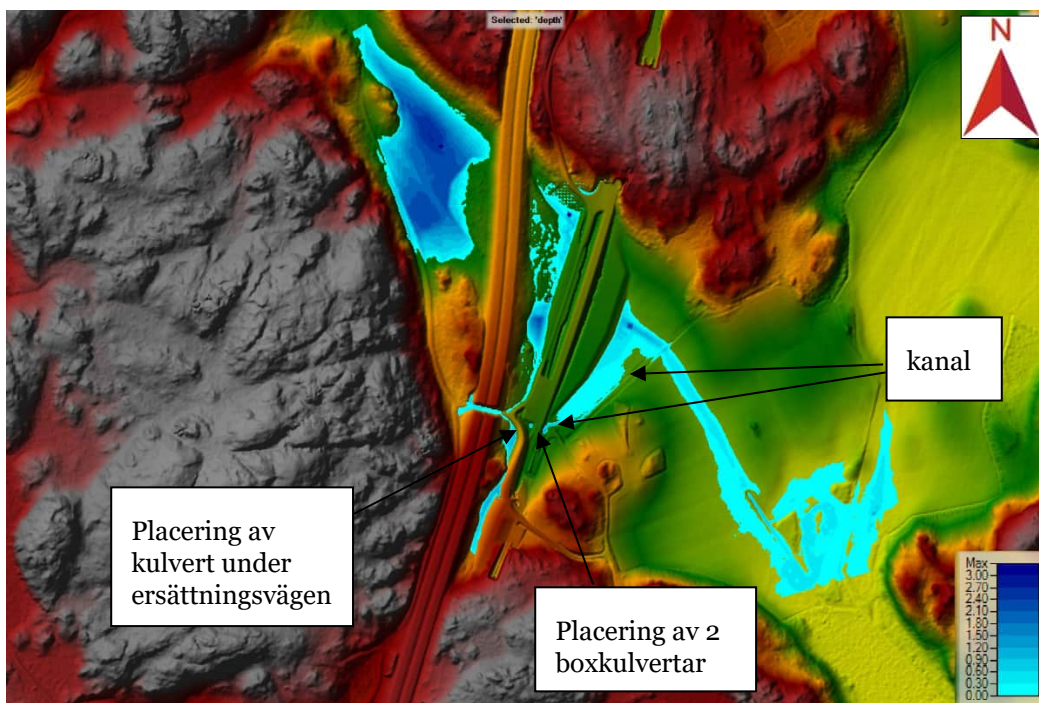 Selected: 'depth'
N
kanal
Placering av
kulvert under
ersättningsvägen
Placering av 2
boxkulvertar
Max
3.00
2.70
2.40
2.10
1.80
1.50
1.20
0.90
0.60
0.30
0.00